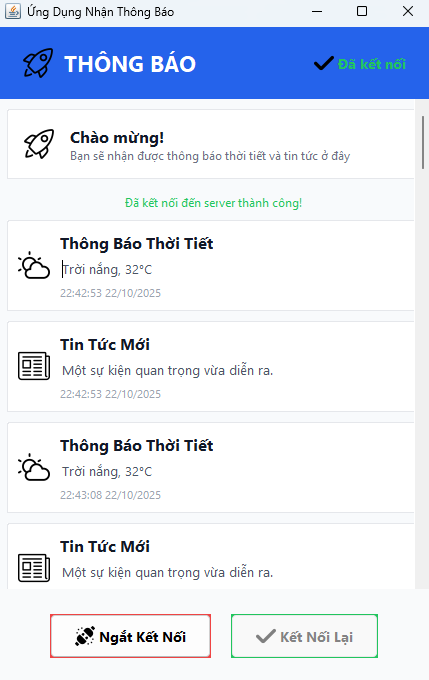 Ứng Dụng Nhận Thông Báo
THÔNG BÁO
Đã kết nối
Chào mừng!
Bạn sẽ nhận được thông báo thời tiết và tin tức ở đây
Đã kết nối đến server thành công!
Thông Báo Thời Tiết
Trời nắng, 32°C
22:42:53 22/10/2025
Tin Tức Mới
Một sự kiện quan trọng vừa diễn ra.
22:42:53 22/10/2025
Thông Báo Thời Tiết
Trời nắng, 32°C
22:43:08 22/10/2025
Tin Tức Mới
Một sự kiện quan trọng vừa diễn ra.
Ngắt Kết Nối
Kết Nối Lại